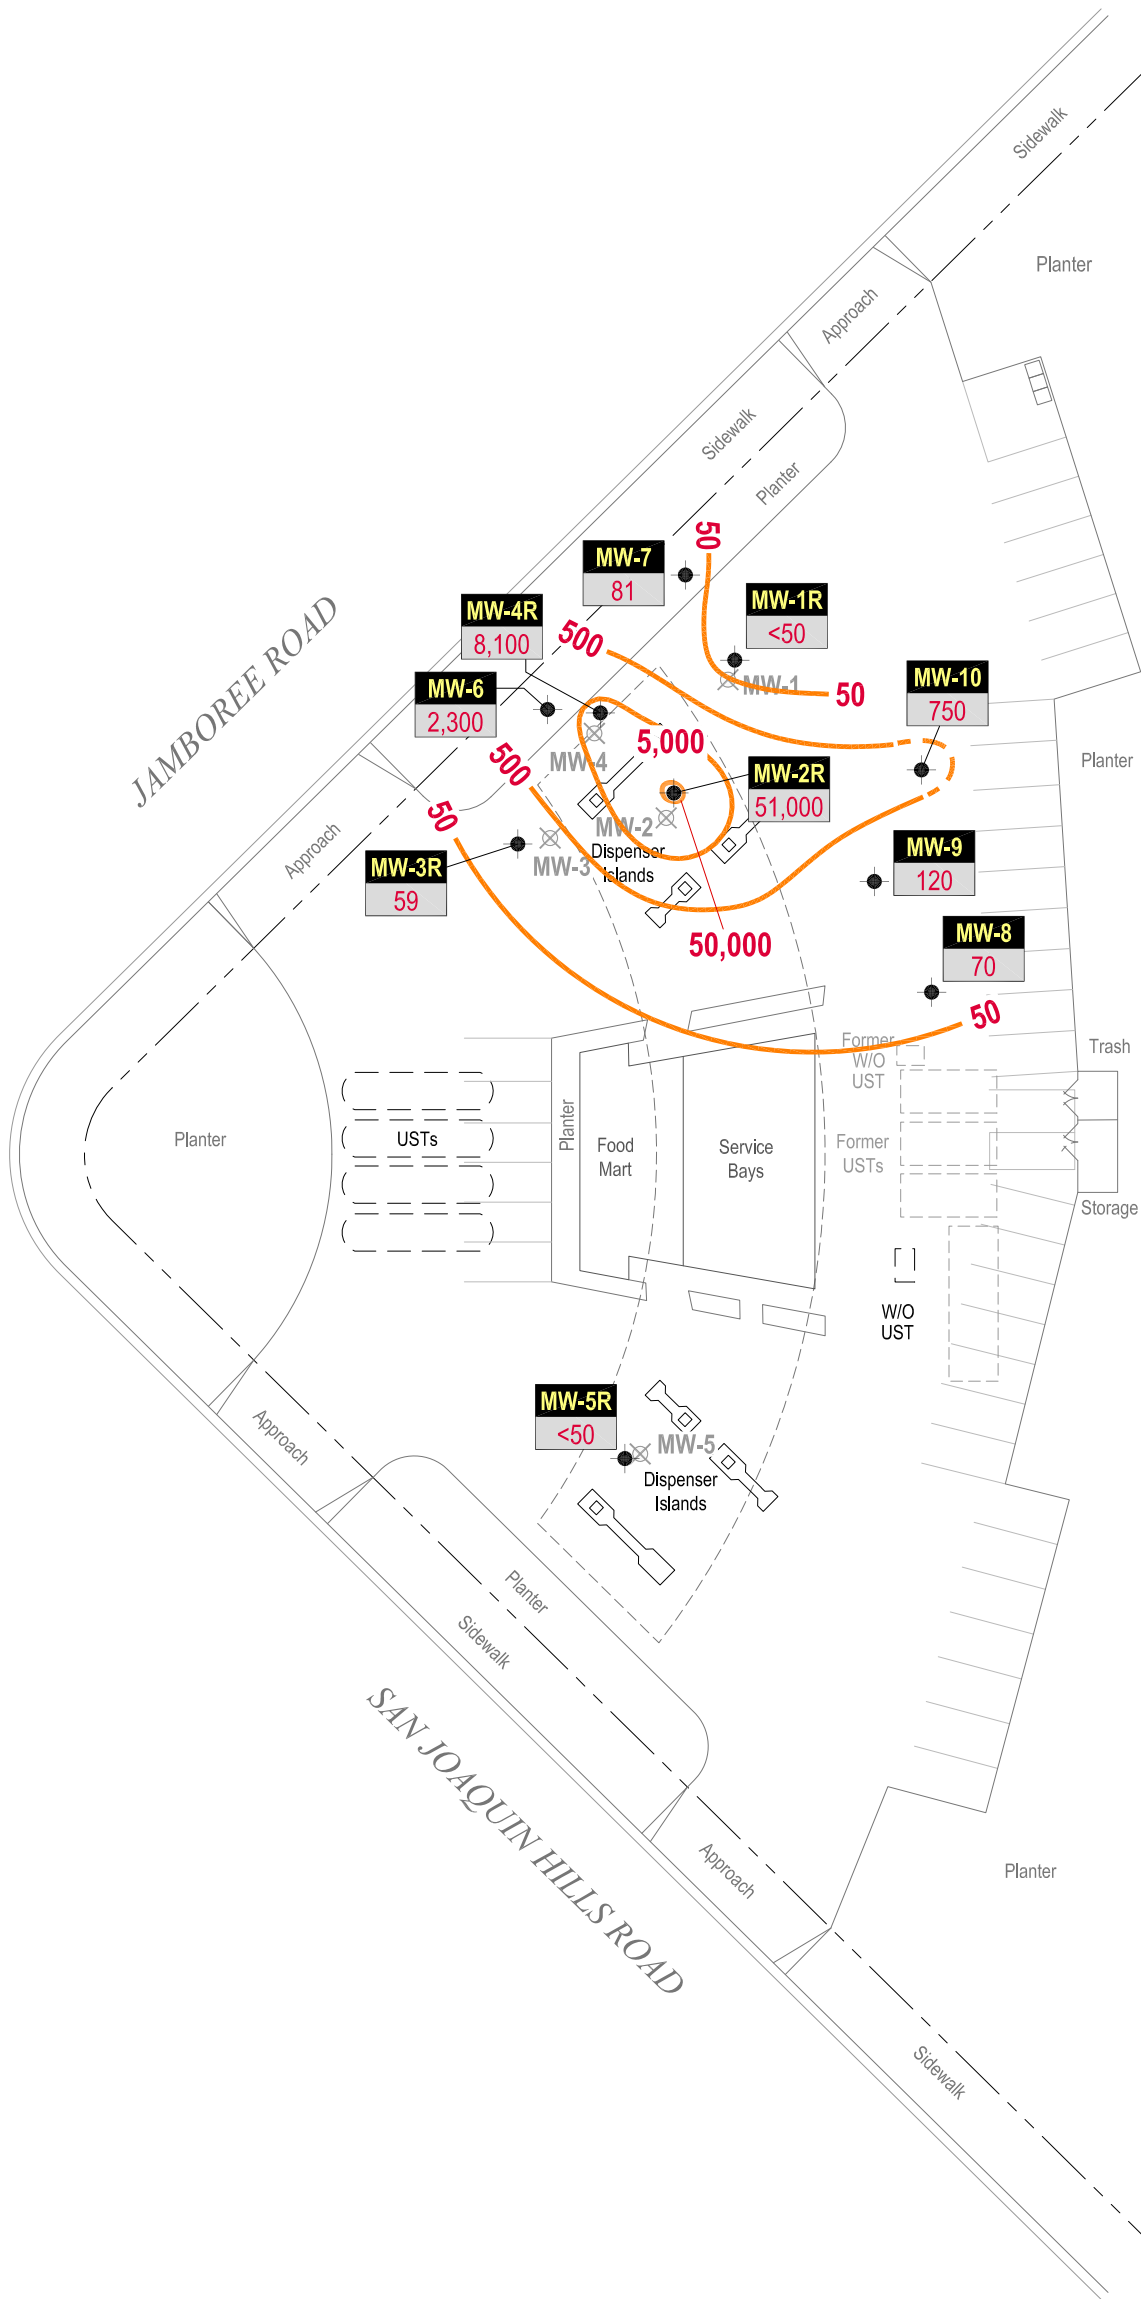 Sidewalk
Planter
Approach
Sidewalk
Planter
50
MW-7
81
MW-1R
<50
MW-4R
8,100
500
JAMBOREE ROAD
MW-6
2,300
MW-1
50
MW-10
750
5,000
500
MW-4
Planter
MW-2R
51,000
50
MW-2
Approach
MW-3R
59
MW-3
Dispenser
Islands
MW-9
120
50,000
MW-8
70
50
Former
W/O
UST
Trash
Planter
USTs
Planter
Food
Mart
Service
Bays
Former
USTs
Storage
W/O
UST
MW-5R
<50
MW-5
Approach
Dispenser
Islands
Planter
Sidewalk
SAN JOAQUIN HILLS ROAD
Approach
Planter
Sidewalk